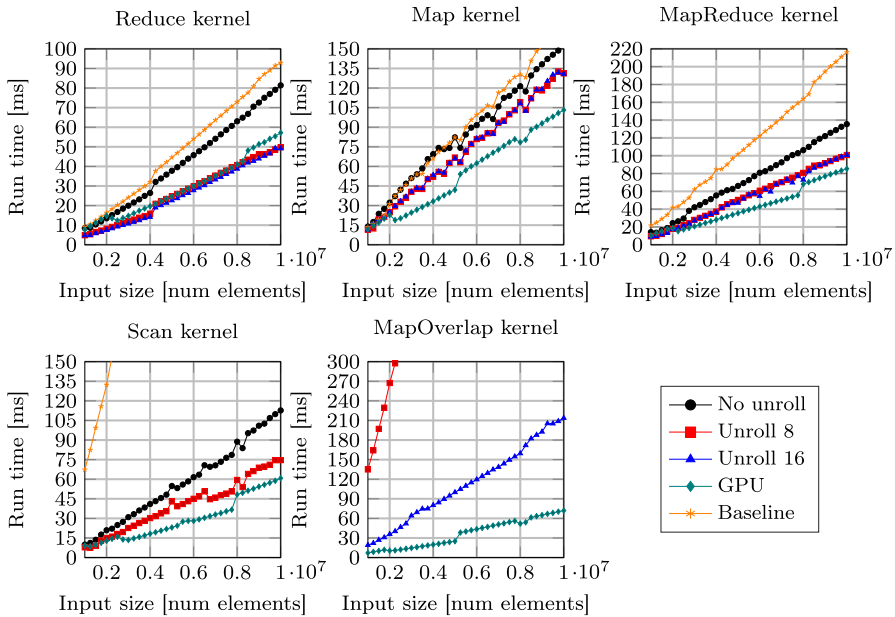 Reduce kernel
100
90
80
70
60
50
40
30
20
10
0
Run time [ms]
0.2 0.4 0.6 0.8 1 ·10^7
Input size [num elements]
Map kernel
150
135
120
105
90
75
60
45
30
15
0
Run time [ms]
0.2 0.4 0.6 0.8 1 ·10^7
Input size [num elements]
MapReduce kernel
220
200
180
160
140
120
100
80
60
40
20
0
Run time [ms]
0.2 0.4 0.6 0.8 1 ·10^7
Input size [num elements]
Scan kernel
150
135
120
105
90
75
60
45
30
15
0
Run time [ms]
0.2 0.4 0.6 0.8 1 ·10^7
Input size [num elements]
MapOverlap kernel
300
270
240
210
180
150
120
90
60
30
0
Run time [ms]
0.2 0.4 0.6 0.8 1 ·10^7
Input size [num elements]
No unroll
Unroll 8
Unroll 16
GPU
Baseline